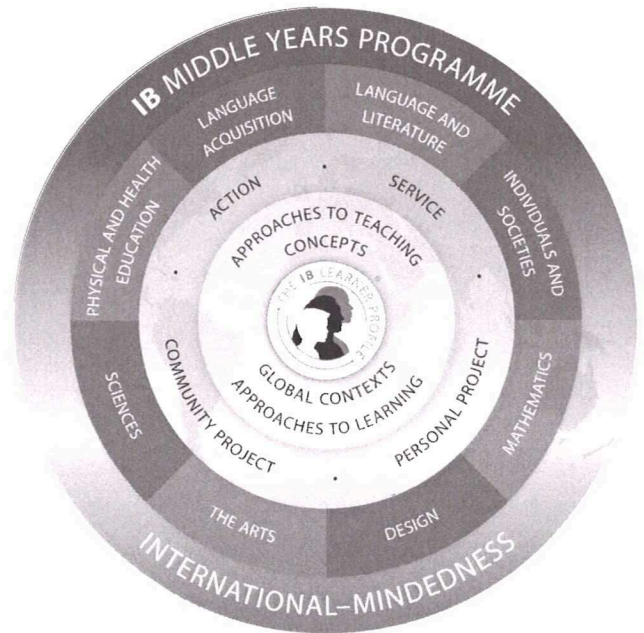 IB MIDDLE YEARS PROGRAMME
LANGUAGE
ACQUISITION
LANGUAGE AND
LITERATURE
PHYSICAL AND HEALTH
EDUCATION
INDIVIDUALS AND
SOCIETIES
ACTION
SERVICE
APPROACHES TO TEACHING
CONCEPTS
THE IB LEARNER PROFILE
®
GLOBAL CONTEXTS
APPROACHES TO LEARNING
COMMUNITY PROJECT
PERSONAL PROJECT
SCIENCES
MATHEMATICS
THE ARTS
DESIGN
INTERNATIONAL–MINDEDNESS